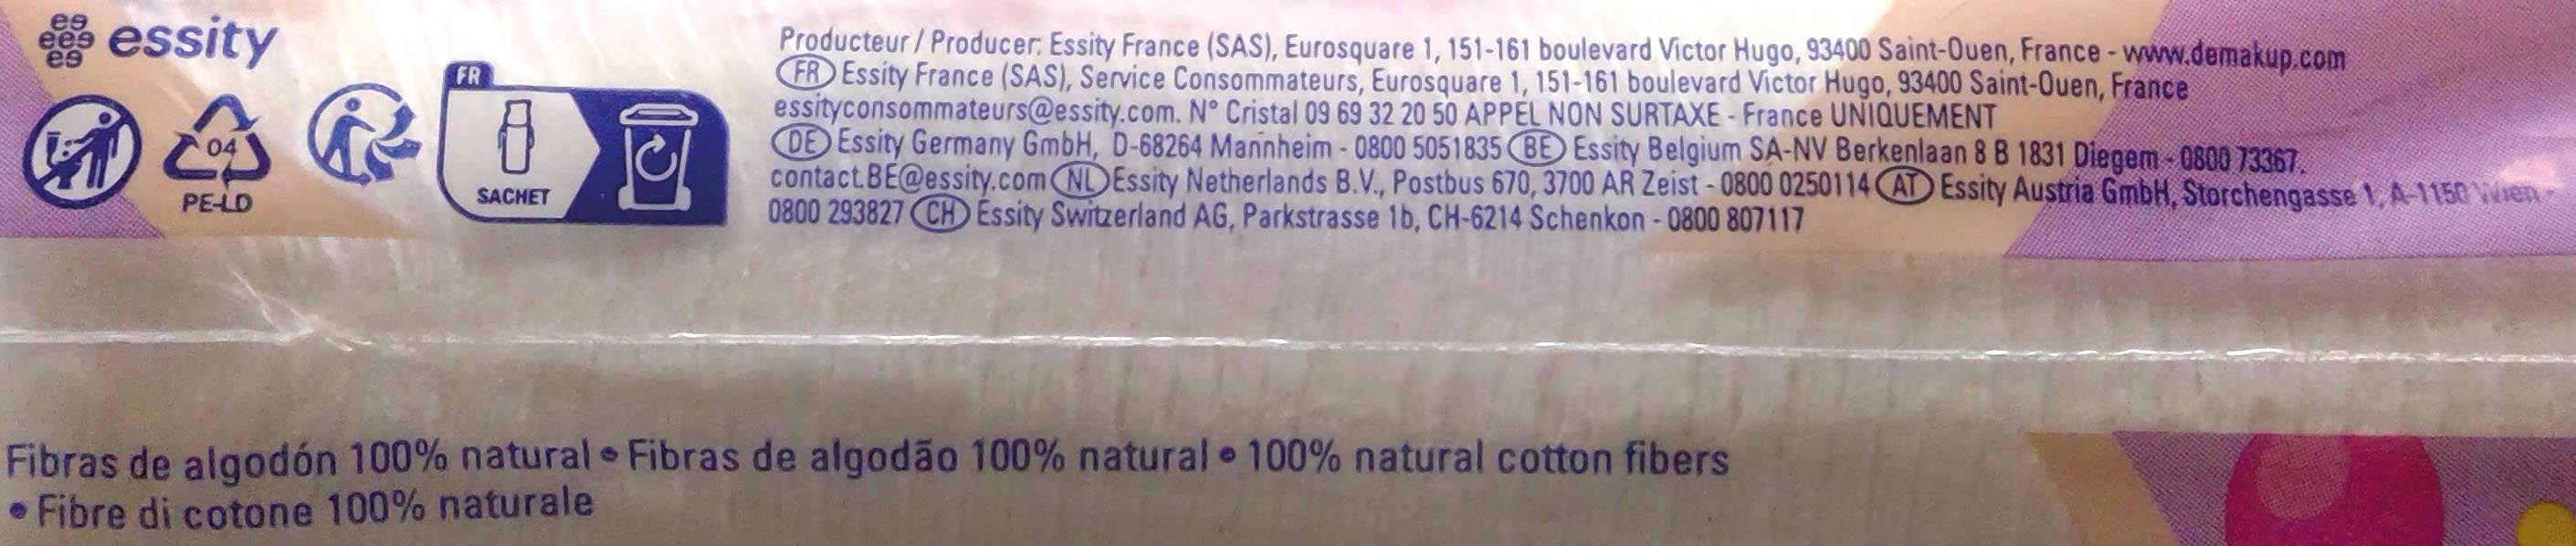 essity
Producteur / Producer: Essity France (SAS), Eurosquare 1, 151-161 boulevard Victor Hugo, 93400 Saint-Ouen, France - www.demakup.com
FR Essity France (SAS), Service Consommateurs, Eurosquare 1, 151-161 boulevard Victor Hugo, 93400 Saint-Ouen, France
essityconsommateurs@essity.com. N° Cristal 09 69 32 20 50 APPEL NON SURTAXE - France UNIQUEMENT
DE Essity Germany GmbH, D-68264 Mannheim - 0800 5051835 BE Essity Belgium SA-NV Berkenlaan 8 B 1831 Diegem - 0800 73367.
contact.BE@essity.com NL Essity Netherlands B.V., Postbus 670, 3700 AR Zeist - 0800 0250114 AT Essity Austria GmbH, Storchengasse 1, A-1150 Wien -
0800 293827 CH Essity Switzerland AG, Parkstrasse 1b, CH-6214 Schenkon - 0800 807117
04
PE-LD
FR
SACHET
Fibras de algodón 100% natural • Fibras de algodão 100% natural • 100% natural cotton fibers
• Fibre di cotone 100% naturale